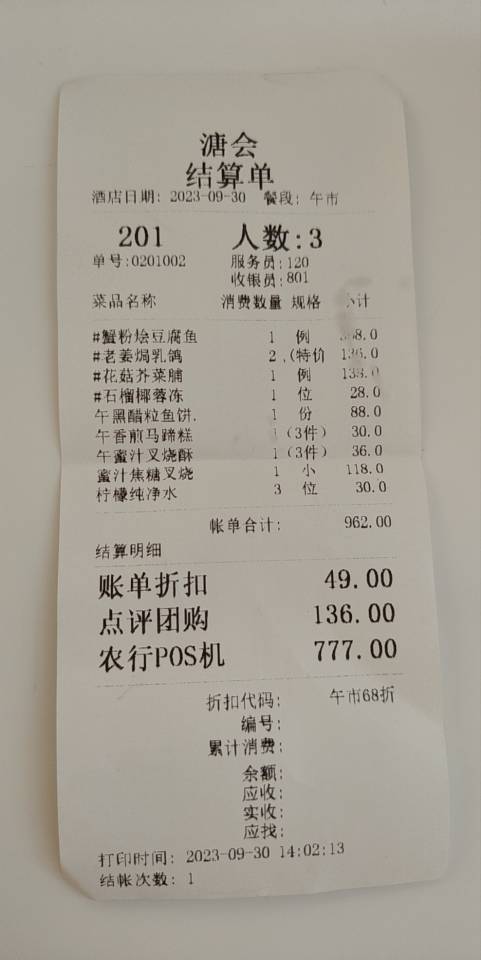 溏会
结算单
酒店日期: 2023-09-30 餐段: 午市
201 人数:3
单号:0201002 服务员:120
收银员:801
菜品名称 消费数量 规格 小计
#蟹粉烩豆腐鱼 1 例
#老姜焗乳鸽 2 (特价 136.0
#花菇芥菜脯 1 例
#石榴椰蓉冻 1 位 28.0
午黑醋粒鱼饼. 1 份 88.0
午香煎马蹄糕 1 (3件) 30.0
午蜜汁叉烧酥 1 (3件) 36.0
蜜汁焦糖叉烧 1 小 118.0
柠檬纯净水 3 位 30.0
帐单合计: 962.00
结算明细
账单折扣 49.00
点评团购 136.00
农行POS机 777.00
折扣代码: 午市68折
编号:
累计消费:
余额:
应收:
实收:
应找:
打印时间: 2023-09-30 14:02:13
结帐次数: 1